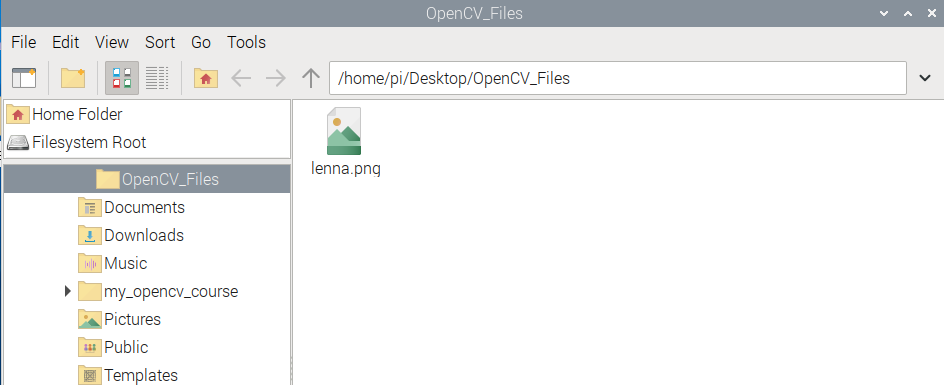 OpenCV_Files
File Edit View Sort Go Tools
/home/pi/Desktop/OpenCV_Files
Home Folder
Filesystem Root
OpenCV_Files
Documents
Downloads
Music
my_opencv_course
Pictures
Public
Templates
lenna.png